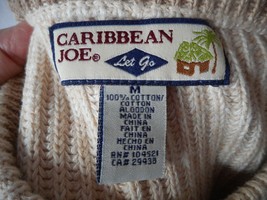 CARIBBEAN
JOE®
Let Go
M
100% COTTON/
COTTON
ALGODON
MADE IN
CHINA
FAIT EN
CHINE
HECHO EN
CHINA
RN# 104521
CA# 29438